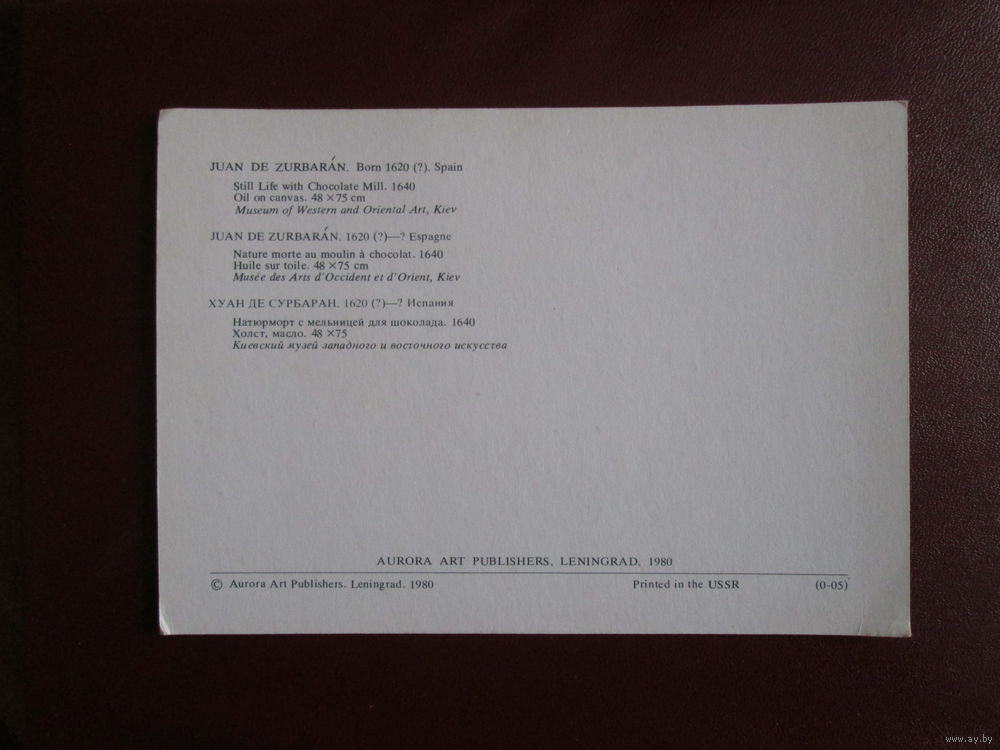 JUAN DE ZURBARÁN. Born 1620 (?). Spain
Still Life with Chocolate Mill. 1640
Oil on canvas. 48 × 75 cm
Museum of Western and Oriental Art, Kiev
JUAN DE ZURBARÁN. 1620 (?)—? Espagne
Nature morte au moulin à chocolat. 1640
Huile sur toile. 48 × 75 cm
Musée des Arts d'Occident et d'Orient, Kiev
ХУАН ДЕ СУРБАРАН. 1620 (?)—? Испания
Натюрморт с мельницей для шоколада. 1640
Холст, масло. 48 × 75
Киевский музей западного и восточного искусства
AURORA ART PUBLISHERS, LENINGRAD, 1980
© Aurora Art Publishers. Leningrad. 1980 Printed in the USSR (0-05)
www.ay.by